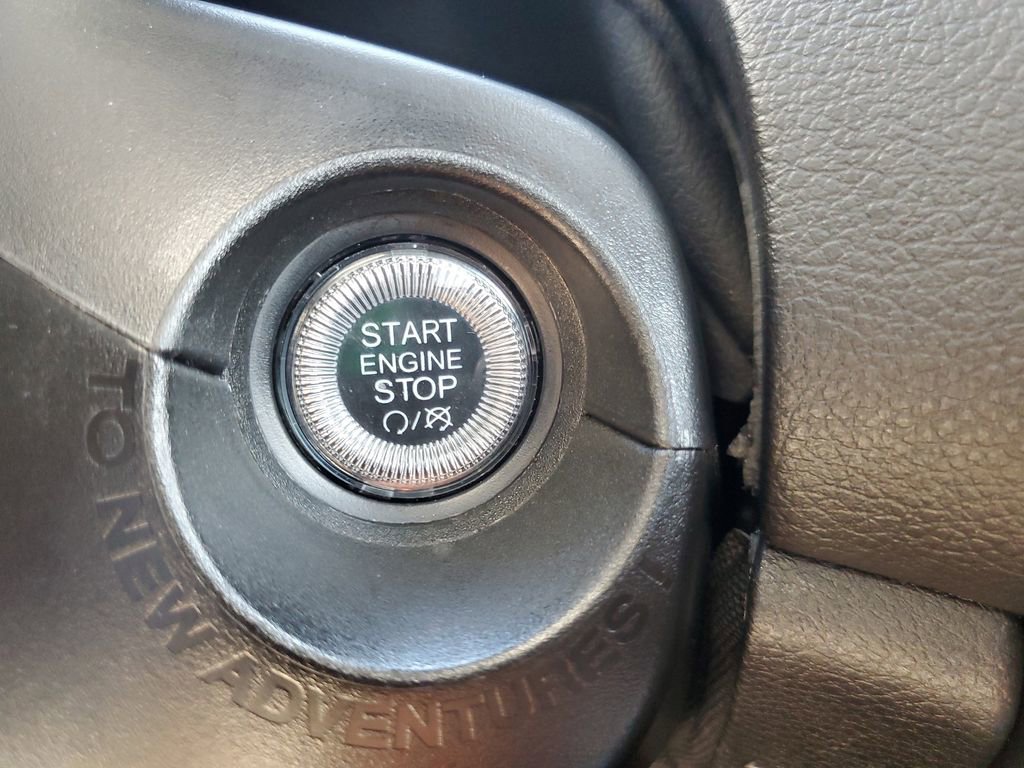 START
ENGINE
STOP
TO NEW ADVENTURES !